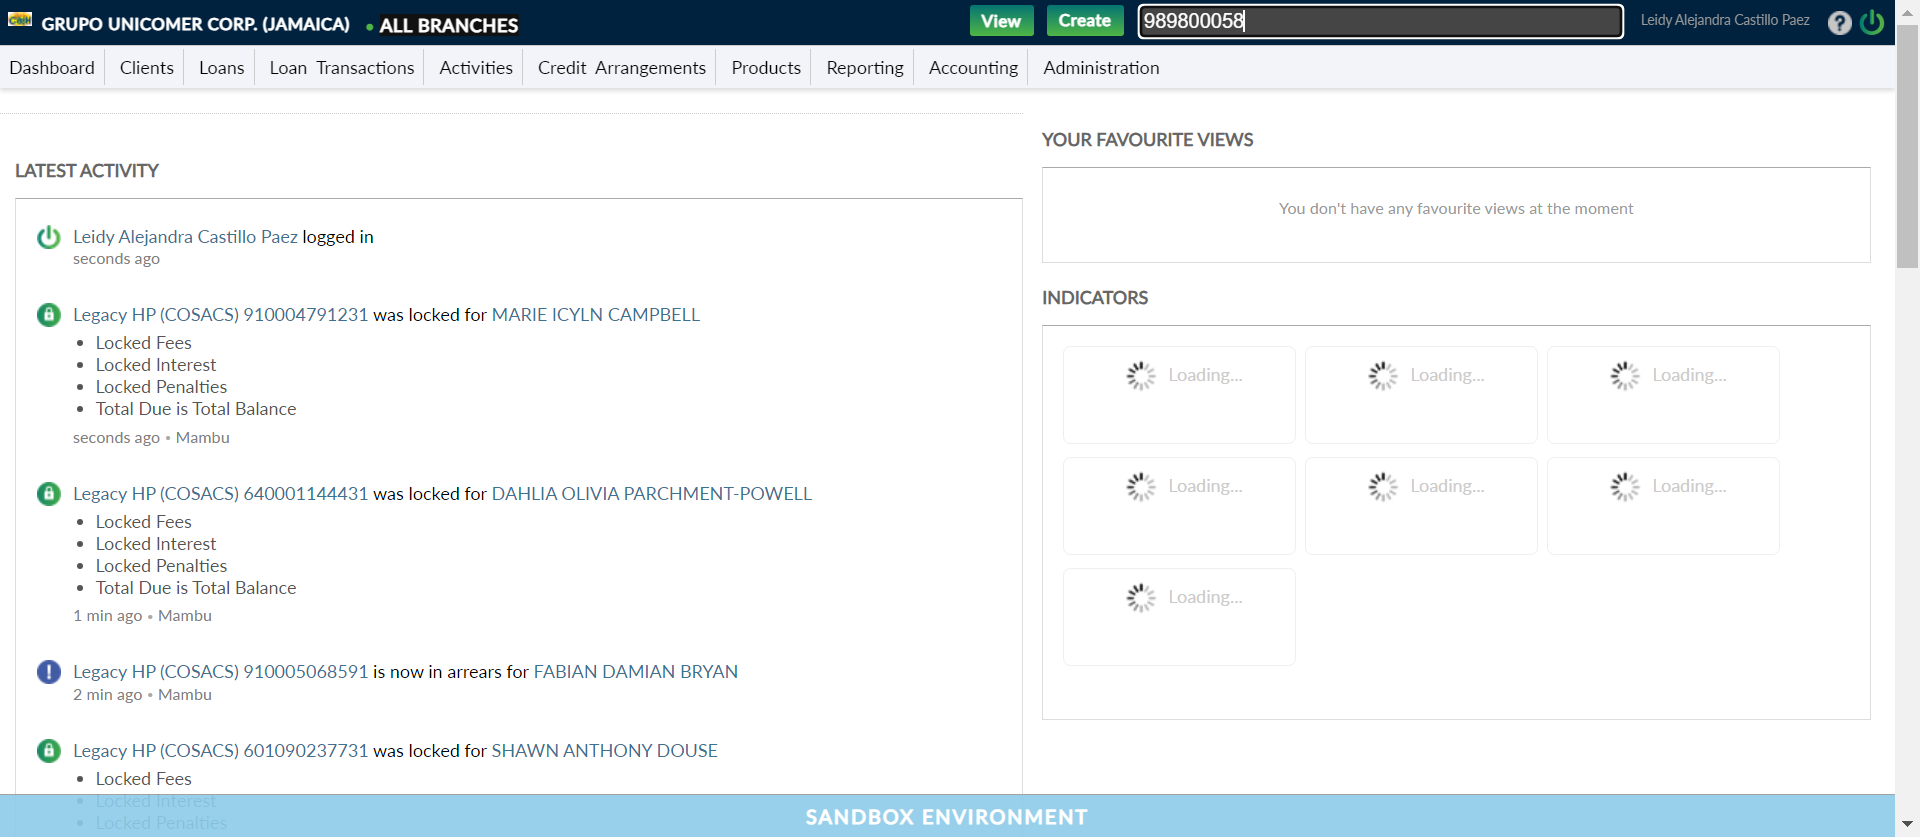 GRUPO UNICOMER CORP. (JAMAICA) • ALL BRANCHES
View
Create
989800058
Leidy Alejandra Castillo Paez
?
Dashboard
Clients
Loans
Loan Transactions
Activities
Credit Arrangements
Products
Reporting
Accounting
Administration
LATEST ACTIVITY
Leidy Alejandra Castillo Paez logged in
seconds ago
Legacy HP (COSACS) 910004791231 was locked for MARIE ICYLN CAMPBELL
• Locked Fees
• Locked Interest
• Locked Penalties
• Total Due is Total Balance
seconds ago • Mambu
Legacy HP (COSACS) 640001144431 was locked for DAHLIA OLIVIA PARCHMENT-POWELL
• Locked Fees
• Locked Interest
• Locked Penalties
• Total Due is Total Balance
1 min ago • Mambu
Legacy HP (COSACS) 910005068591 is now in arrears for FABIAN DAMIAN BRYAN
2 min ago • Mambu
Legacy HP (COSACS) 601090237731 was locked for SHAWN ANTHONY DOUSE
• Locked Fees
• Locked Interest
• Locked Penalties
YOUR FAVOURITE VIEWS
You don't have any favourite views at the moment
INDICATORS
Loading...
Loading...
Loading...
Loading...
Loading...
Loading...
Loading...
SANDBOX ENVIRONMENT